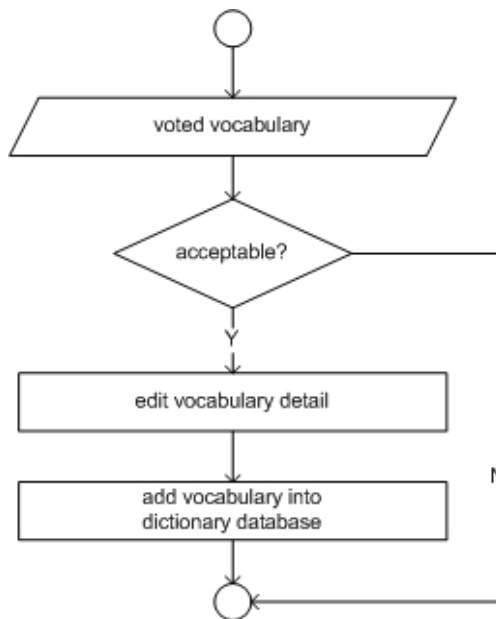 voted vocabulary
acceptable?
Y
edit vocabulary detail
N
add vocabulary into
dictionary database